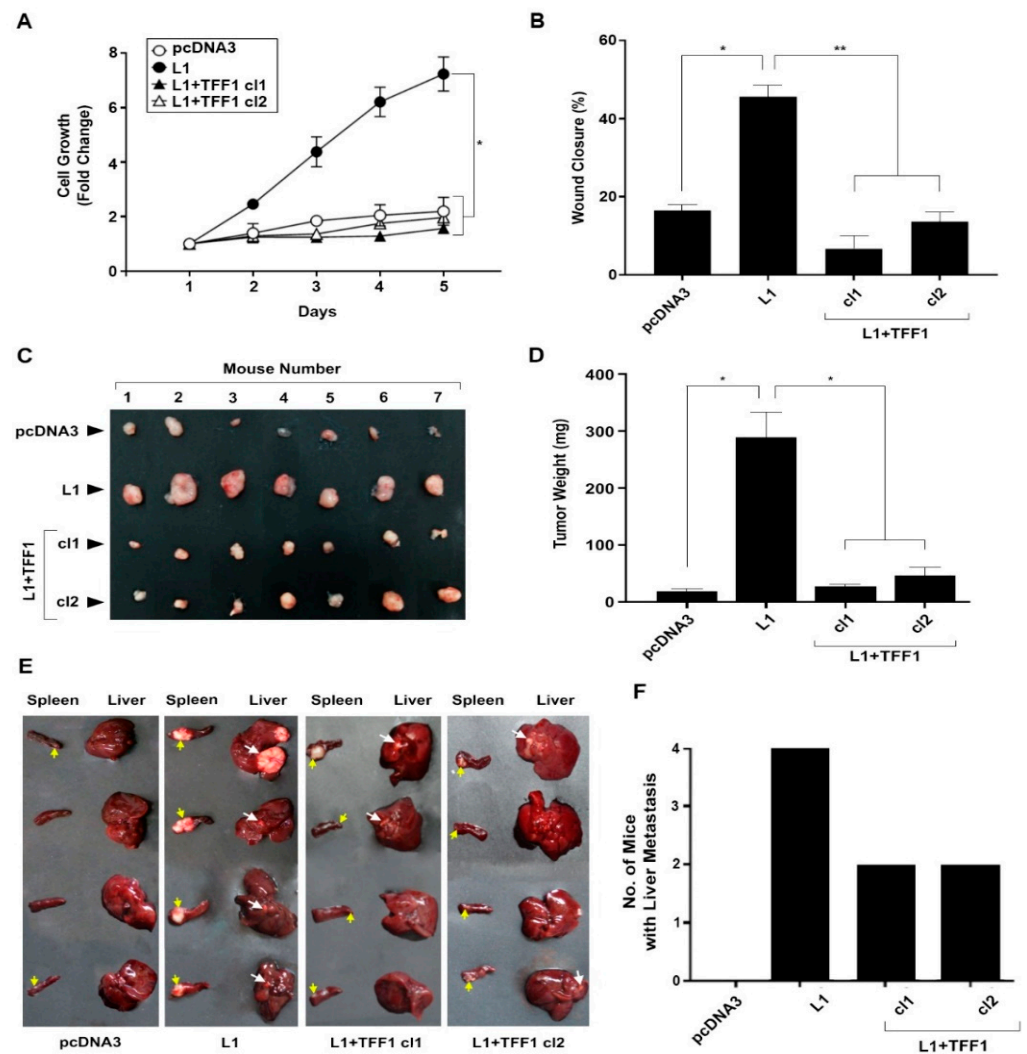 A
pcDNA3
L1
L1+TFF1 cl1
L1+TFF1 cl2
8
6
4
2
0
Cell Growth
(Fold Change)
*
1 2 3 4 5
Days
B
60
40
20
0
Wound Closure (%)
* **
pcDNA3 L1 cl1 cl2
L1+TFF1
C
Mouse Number
1 2 3 4 5 6 7
pcDNA3
L1
cl1
cl2
L1+TFF1
D
400
300
200
100
0
Tumor Weight (mg)
* *
pcDNA3 L1 cl1 cl2
L1+TFF1
E
Spleen Liver Spleen Liver Spleen Liver Spleen Liver
pcDNA3 L1 L1+TFF1 cl1 L1+TFF1 cl2
F
4
3
2
1
0
No. of Mice
with Liver Metastasis
pcDNA3 L1 cl1 cl2
L1+TFF1